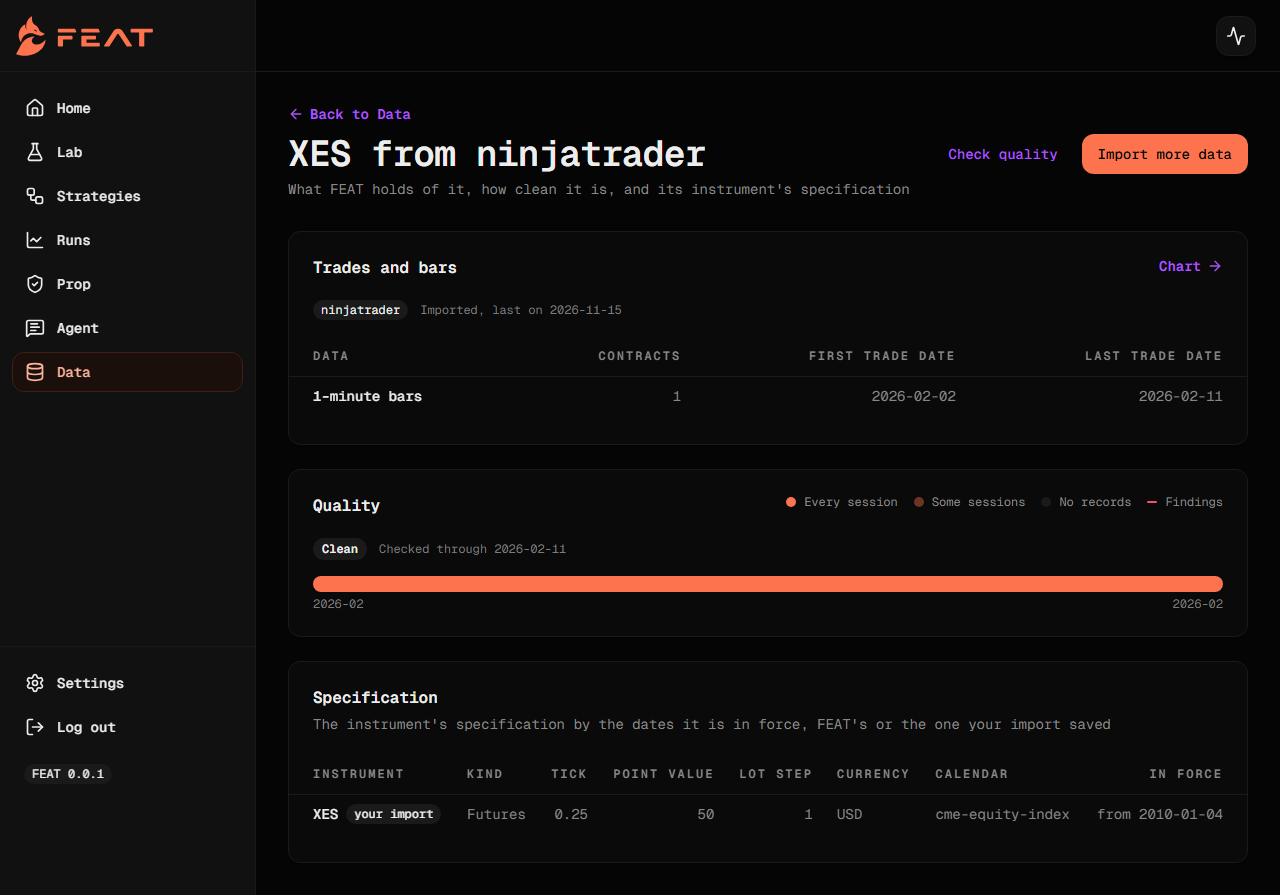 FEAT
Home
Lab
Strategies
Runs
Prop
Agent
Data
Settings
Log out
FEAT 0.0.1
← Back to Data
XES from ninjatrader
What FEAT holds of it, how clean it is, and its instrument's specification
Check quality
Import more data
Trades and bars
Chart →
ninjatrader Imported, last on 2026-11-15
DATA CONTRACTS FIRST TRADE DATE LAST TRADE DATE
1-minute bars 1 2026-02-02 2026-02-11
Quality
Every session Some sessions No records Findings
Clean Checked through 2026-02-11
2026-02 2026-02
Specification
The instrument's specification by the dates it is in force, FEAT's or the one your import saved
INSTRUMENT KIND TICK POINT VALUE LOT STEP CURRENCY CALENDAR IN FORCE
XES your import Futures 0.25 50 1 USD cme-equity-index from 2010-01-04